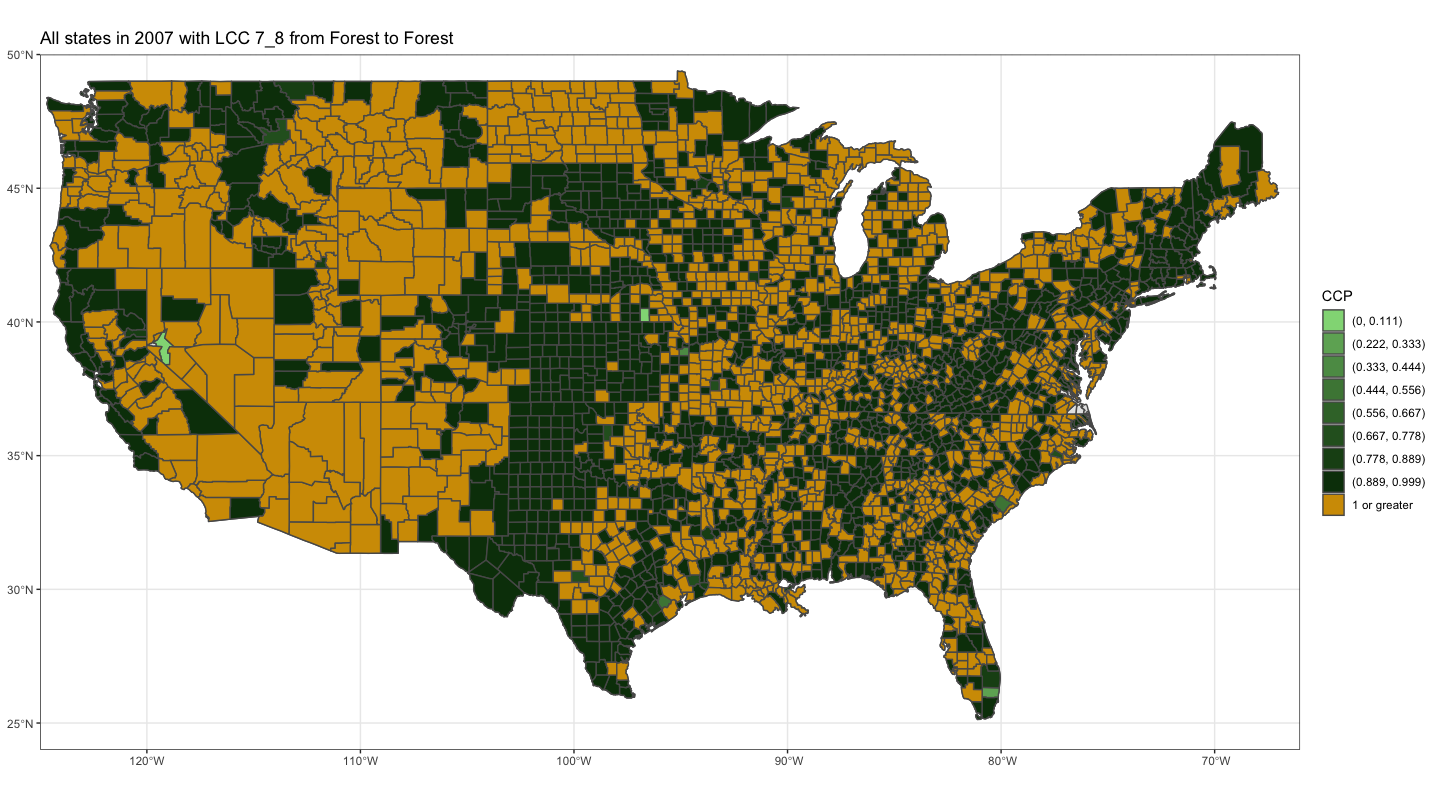 All states in 2007 with LCC 7_8 from Forest to Forest
50°N
45°N
40°N
35°N
30°N
25°N
120°W
110°W
100°W
90°W
80°W
70°W
CCP
(0, 0.111)
(0.222, 0.333)
(0.333, 0.444)
(0.444, 0.556)
(0.556, 0.667)
(0.667, 0.778)
(0.778, 0.889)
(0.889, 0.999)
1 or greater